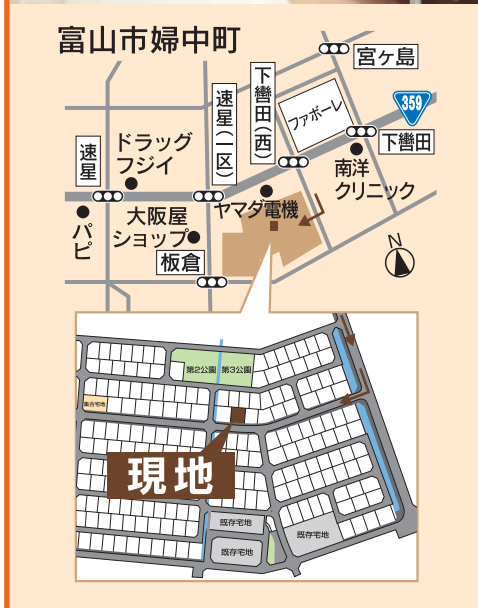 富山市婦中町
宮ヶ島
下轡田(西)
359
ファボーレ
速星(一区)
下轡田
速星
ドラッグ
フジイ
南洋
クリニック
ヤマダ電機
大阪屋
ショップ
パピ
板倉
N
第2公園
第3公園
集合宅地
現地
既存宅地
既存宅地
既存宅地